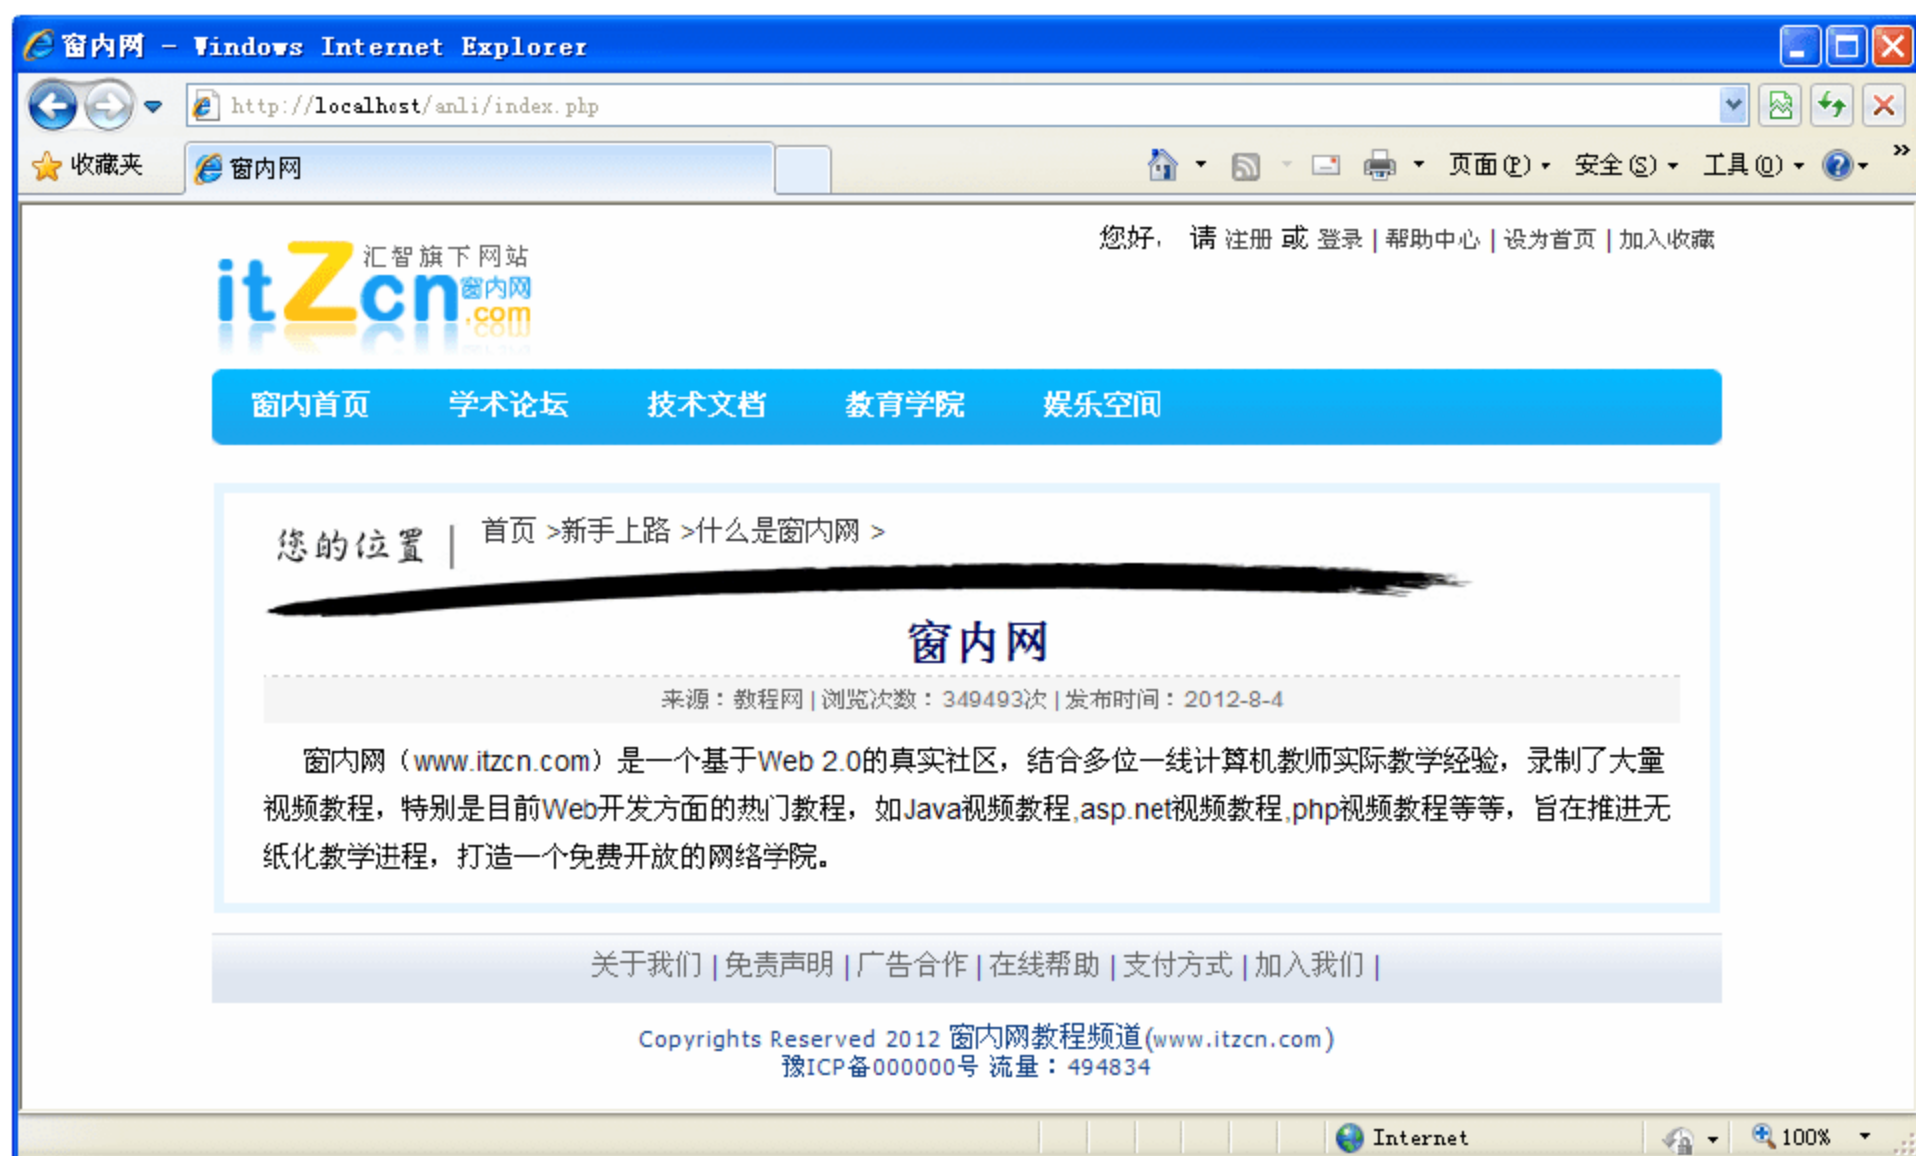 窗内网 - Windows Internet Explorer
http://localhost/anli/index.php
收藏夹 窗内网 页面(P) 安全(S) 工具(O)
您好， 请 注册 或 登录 | 帮助中心 | 设为首页 | 加入收藏
itZcn 汇智旗下网站 窗内网 .com
窗内首页 学术论坛 技术文档 教育学院 娱乐空间
您的位置 | 首页 >新手上路 >什么是窗内网 >
窗内网
来源：教程网 | 浏览次数：349493次 | 发布时间：2012-8-4
窗内网（www.itzcn.com）是一个基于Web 2.0的真实社区，结合多位一线计算机教师实际教学经验，录制了大量
视频教程，特别是目前Web开发方面的热门教程，如Java视频教程,asp.net视频教程,php视频教程等等，旨在推进无
纸化教学进程，打造一个免费开放的网络学院。
关于我们 | 免责声明 | 广告合作 | 在线帮助 | 支付方式 | 加入我们 |
Copyrights Reserved 2012 窗内网教程频道(www.itzcn.com)
豫ICP备000000号 流量：494834
Internet 100%